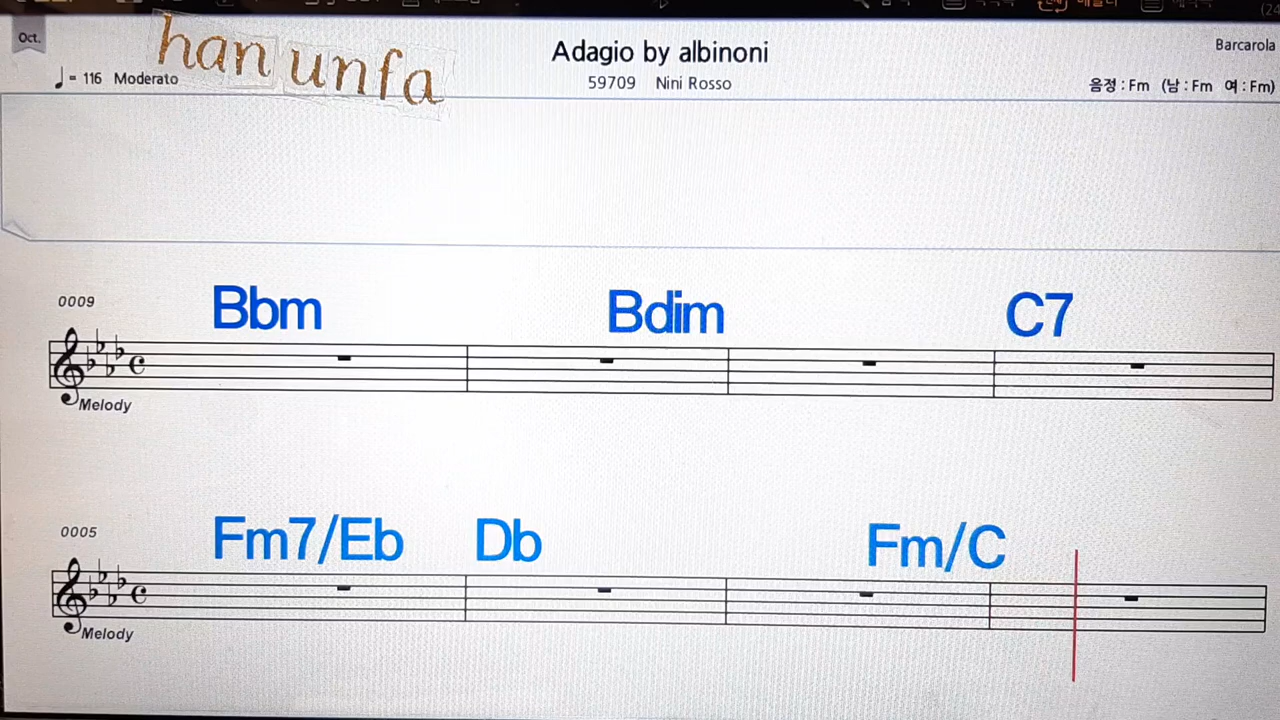 Oct.
han unfa
Adagio by albinoni
Barcarola
= 116 Moderato
59709 Nini Rosso
음정 : Fm (남 : Fm 여 : Fm)
Bbm Bdim C7
0009
Melody
Fm7/Eb Db Fm/C
0005
Melody